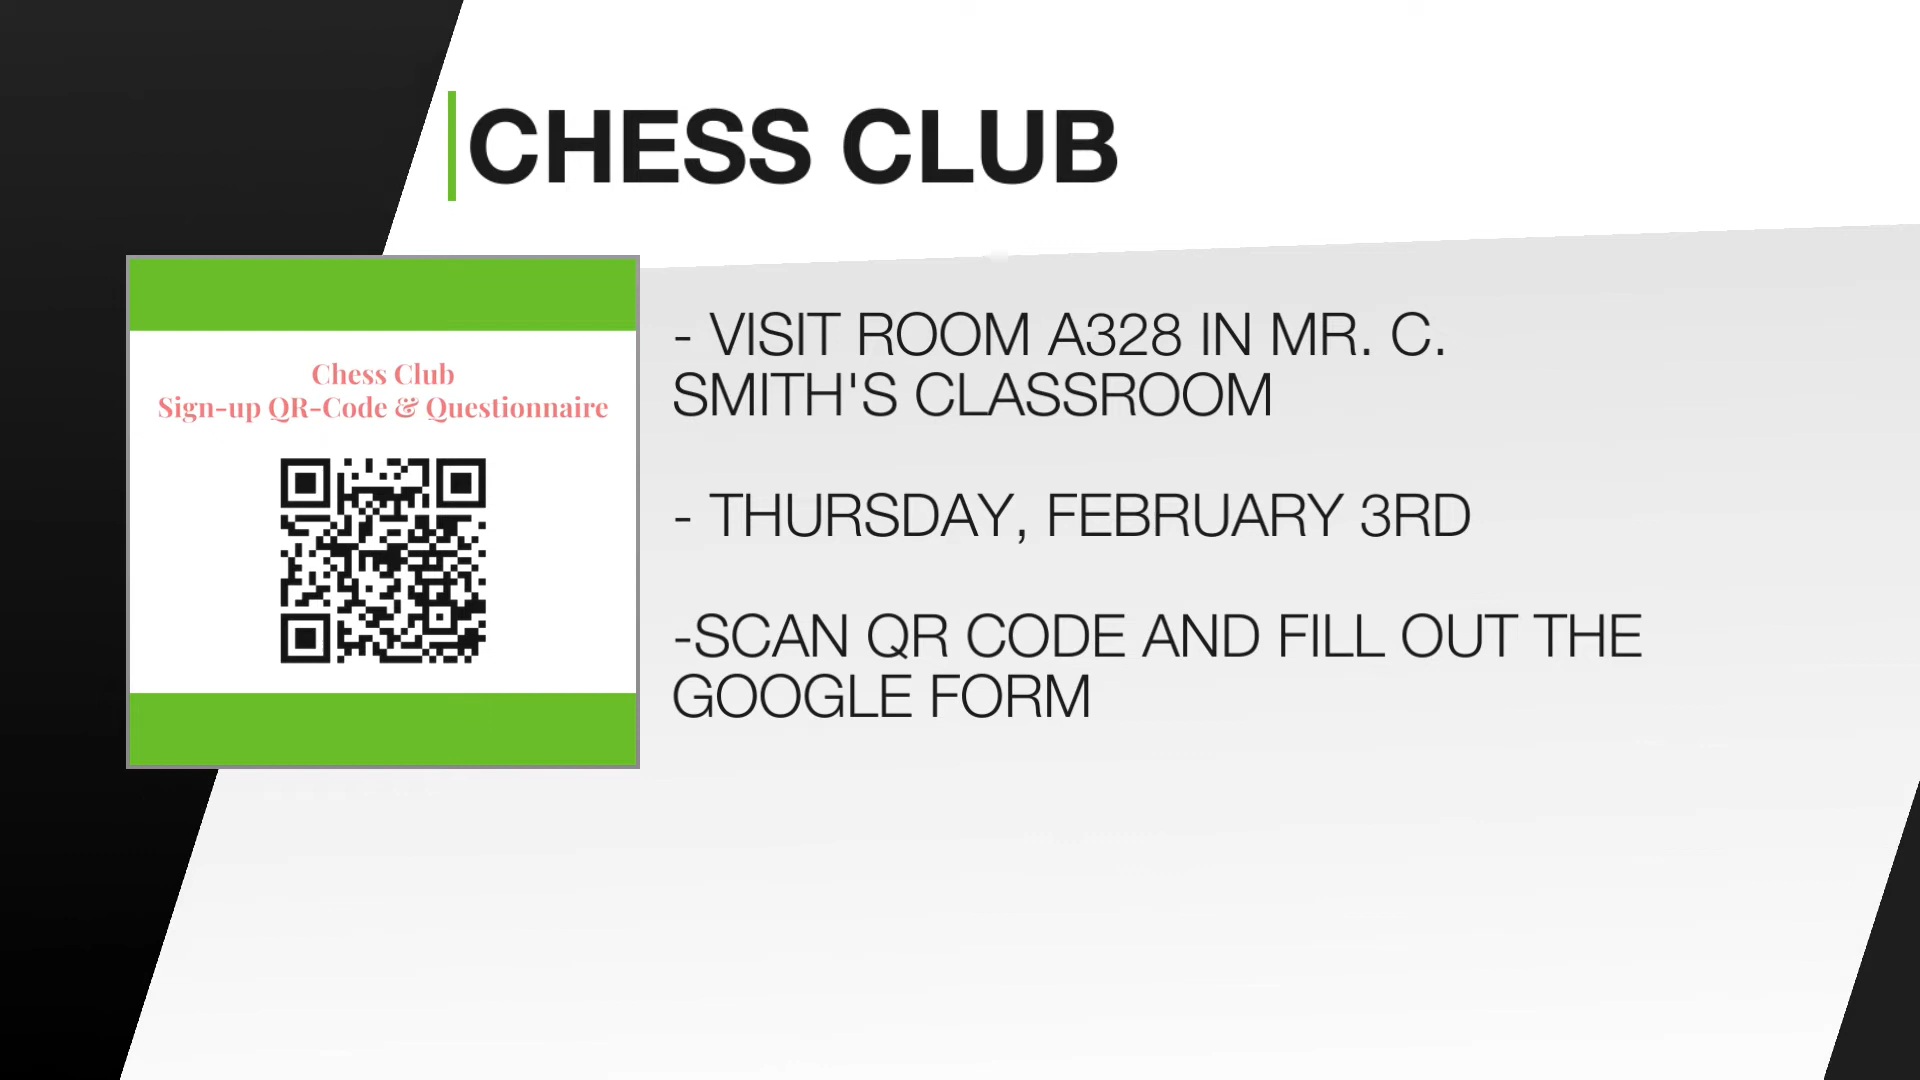 CHESS CLUB
Chess Club
Sign-up QR-Code & Questionnaire
- VISIT ROOM A328 IN MR. C.
SMITH'S CLASSROOM
- THURSDAY, FEBRUARY 3RD
-SCAN QR CODE AND FILL OUT THE
GOOGLE FORM